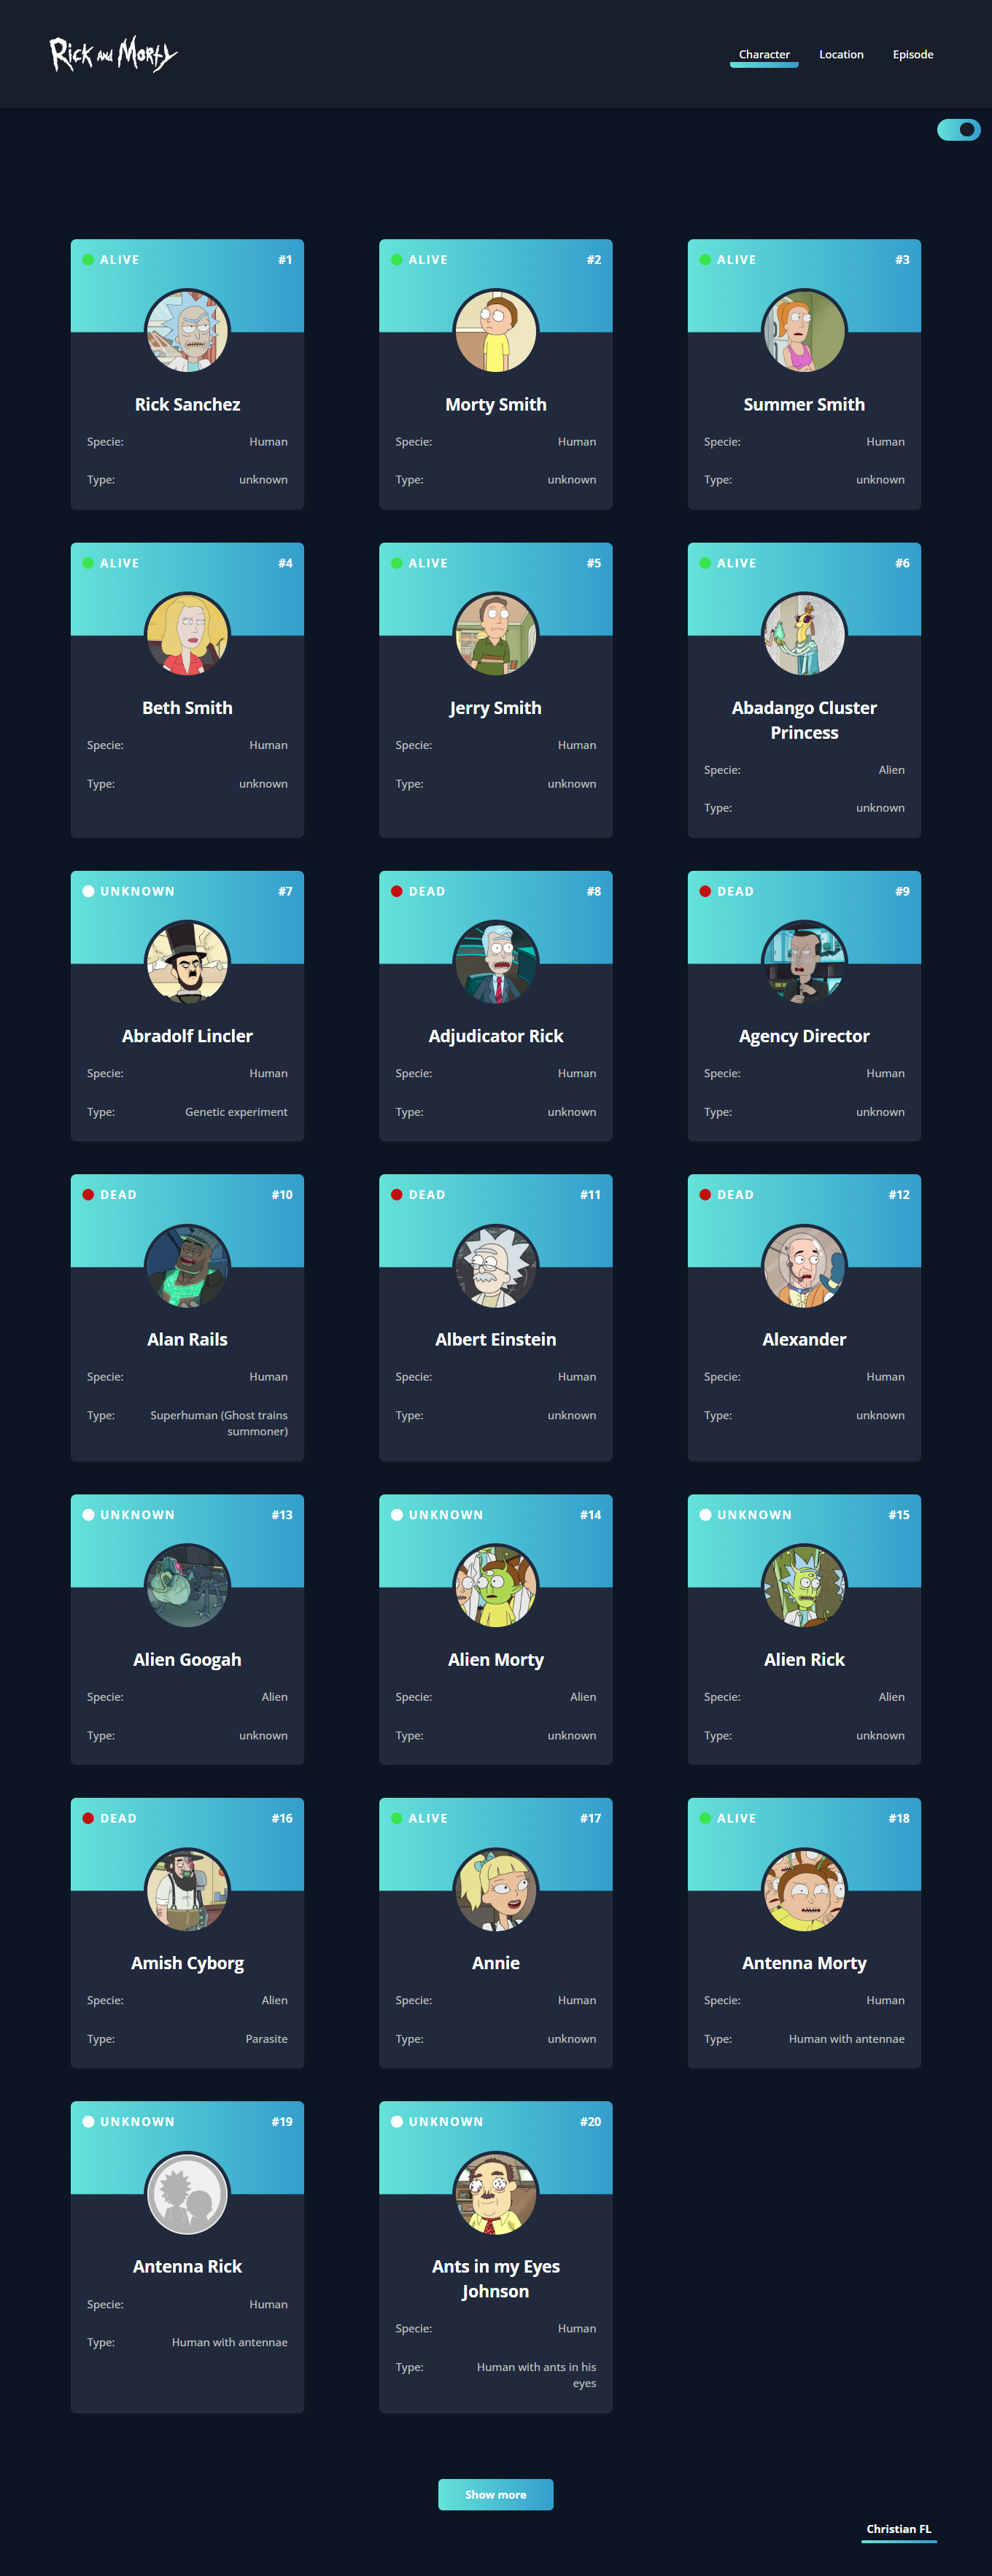 Rick and Morty
Character Location Episode
ALIVE #1
Rick Sanchez
Specie: Human
Type: unknown
ALIVE #2
Morty Smith
Specie: Human
Type: unknown
ALIVE #3
Summer Smith
Specie: Human
Type: unknown
ALIVE #4
Beth Smith
Specie: Human
Type: unknown
ALIVE #5
Jerry Smith
Specie: Human
Type: unknown
ALIVE #6
Abadango Cluster
Princess
Specie: Alien
Type: unknown
UNKNOWN #7
Abradolf Lincler
Specie: Human
Type: Genetic experiment
DEAD #8
Adjudicator Rick
Specie: Human
Type: unknown
DEAD #9
Agency Director
Specie: Human
Type: unknown
DEAD #10
Alan Rails
Specie: Human
Type: Superhuman (Ghost trains
summoner)
DEAD #11
Albert Einstein
Specie: Human
Type: unknown
DEAD #12
Alexander
Specie: Human
Type: unknown
UNKNOWN #13
Alien Googah
Specie: Alien
Type: unknown
UNKNOWN #14
Alien Morty
Specie: Alien
Type: unknown
UNKNOWN #15
Alien Rick
Specie: Alien
Type: unknown
DEAD #16
Amish Cyborg
Specie: Alien
Type: Parasite
ALIVE #17
Annie
Specie: Human
Type: unknown
ALIVE #18
Antenna Morty
Specie: Human
Type: Human with antennae
UNKNOWN #19
Antenna Rick
Specie: Human
Type: Human with antennae
UNKNOWN #20
Ants in my Eyes
Johnson
Specie: Human
Type: Human with ants in his
eyes
Show more
Christian FL